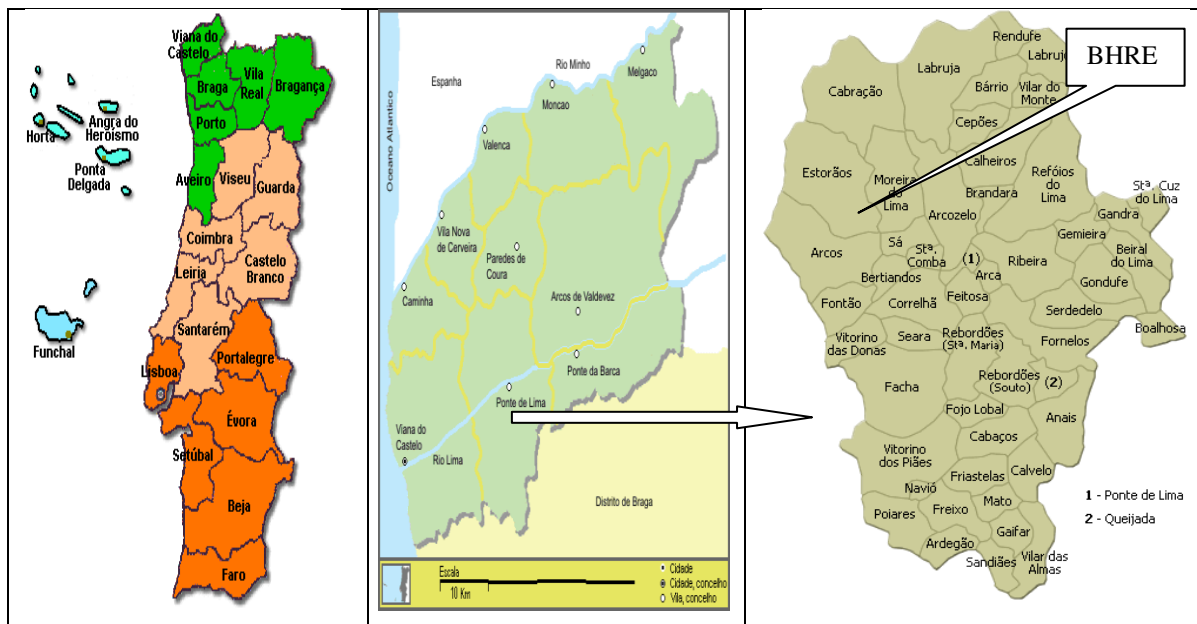 Viana do
Castelo
Braga
Vila
Real
Bragança
Porto
Angra do
Heroísmo
Horta
Ponta
Delgada
Aveiro
Viseu
Guarda
Coimbra
Castelo
Branco
Leiria
Santarém
Funchal
Lisboa
Portalegre
Évora
Setúbal
Beja
Faro
Oceano Atlantico
Espanha
Rio Minho
Melgaco
Moncao
Valenca
Vila Nova
de Cerveira
Paredes de
Coura
Caminha
Arcos de Valdevez
Ponte da Barca
Ponte de Lima
Viana do
Castelo
Rio Lima
Distrito de Braga
Escala
10 Km
Cidade
Cidade, concelho
Vila, concelho
BHRE
Rendufe
Labruja
Labruj
Cabração
Bárrio
Vilar do
Monte
Cepões
Calheiros
Estorãos
Moreira
do
Lima
Brandara
Refóios
do
Lima
Stª. Cuz
do Lima
Arcozelo
Gandra
Gemieira
Arcos
Sá
Stª.
Comba
(1)
Arca
Ribeira
Beiral
do Lima
Bertiandos
Gondufe
Fontão
Correlhã
Feitosa
Serdedelo
Boalhosa
Vitorino
das Donas
Seara
Rebordões
(Stª. Maria)
Fornelos
Facha
Rebordões
(Souto)
(2)
Fojo Lobal
Anais
Cabaços
Vitorino
dos Piães
Friastelas
Calvelo
Navió
Mato
Poiares
Freixo
Gaifar
Ardegão
Sandiães
Vilar das
Almas
1 - Ponte de Lima
2 - Queijada